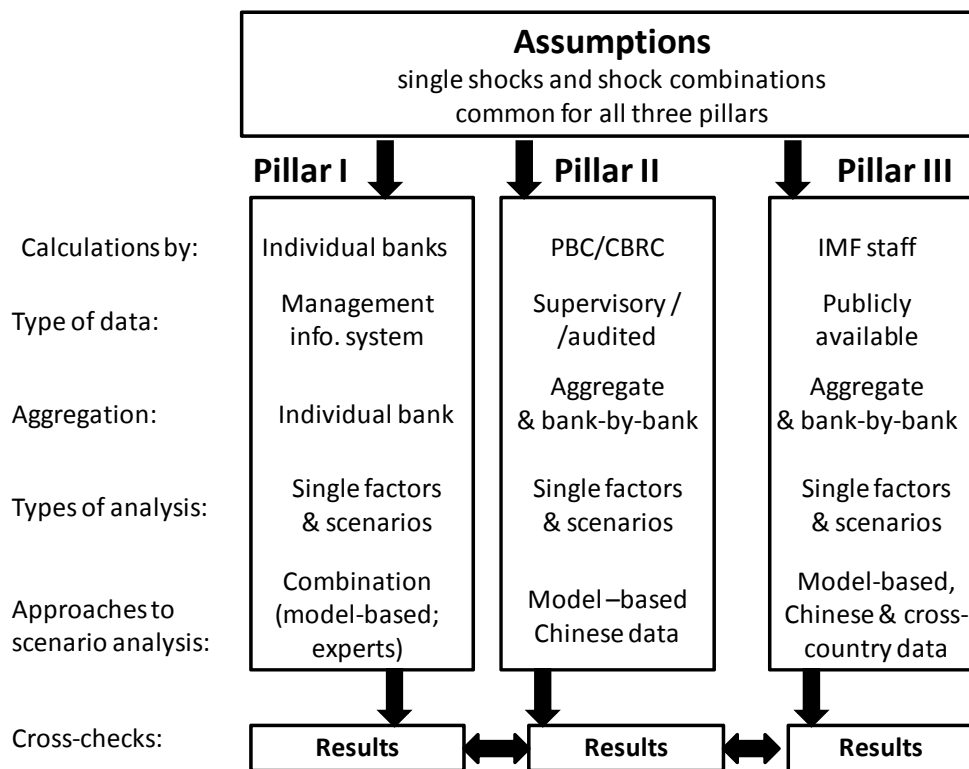 Assumptions
single shocks and shock combinations
common for all three pillars
Pillar I
Pillar II
Pillar III
Calculations by:
Individual banks
PBC/CBRC
IMF staff
Type of data:
Management
info. system
Supervisory /
/audited
Publicly
available
Aggregation:
Individual bank
Aggregate
& bank-by-bank
Aggregate
& bank-by-bank
Types of analysis:
Single factors
& scenarios
Single factors
& scenarios
Single factors
& scenarios
Approaches to
scenario analysis:
Combination
(model-based;
experts)
Model –based
Chinese data
Model-based,
Chinese & cross-
country data
Cross-checks:
Results
Results
Results